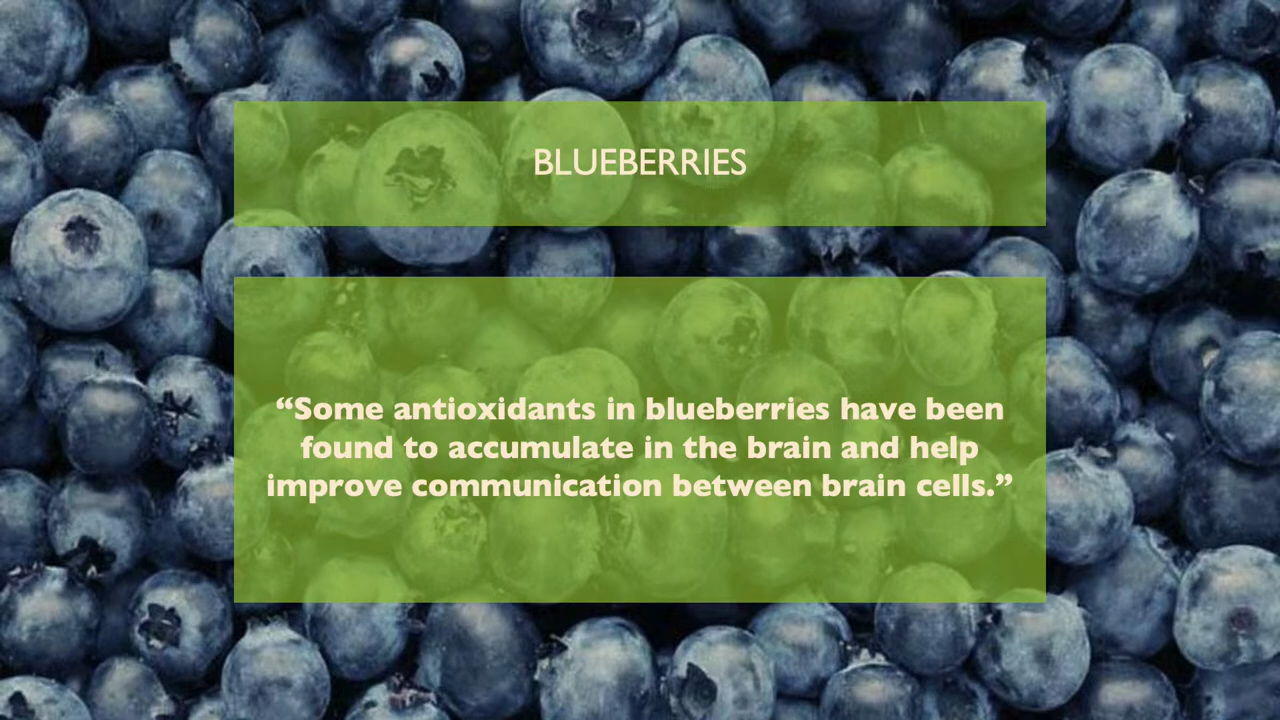 BLUEBERRIES
“Some antioxidants in blueberries have been
found to accumulate in the brain and help
improve communication between brain cells.”